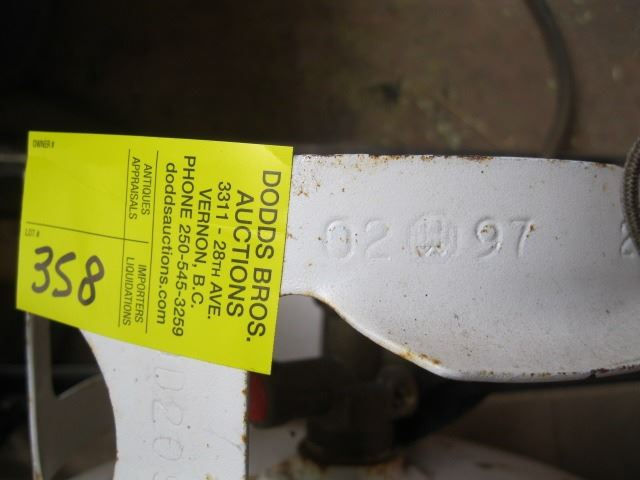 OWNER #
LOT #
358
ANTIQUES
APPRAISALS
IMPORTERS
LIQUIDATIONS
DODDS BROS.
AUCTIONS
3311 - 28TH AVE.
VERNON, B.C.
PHONE 250-545-3259
doddsauctions.com
02 97